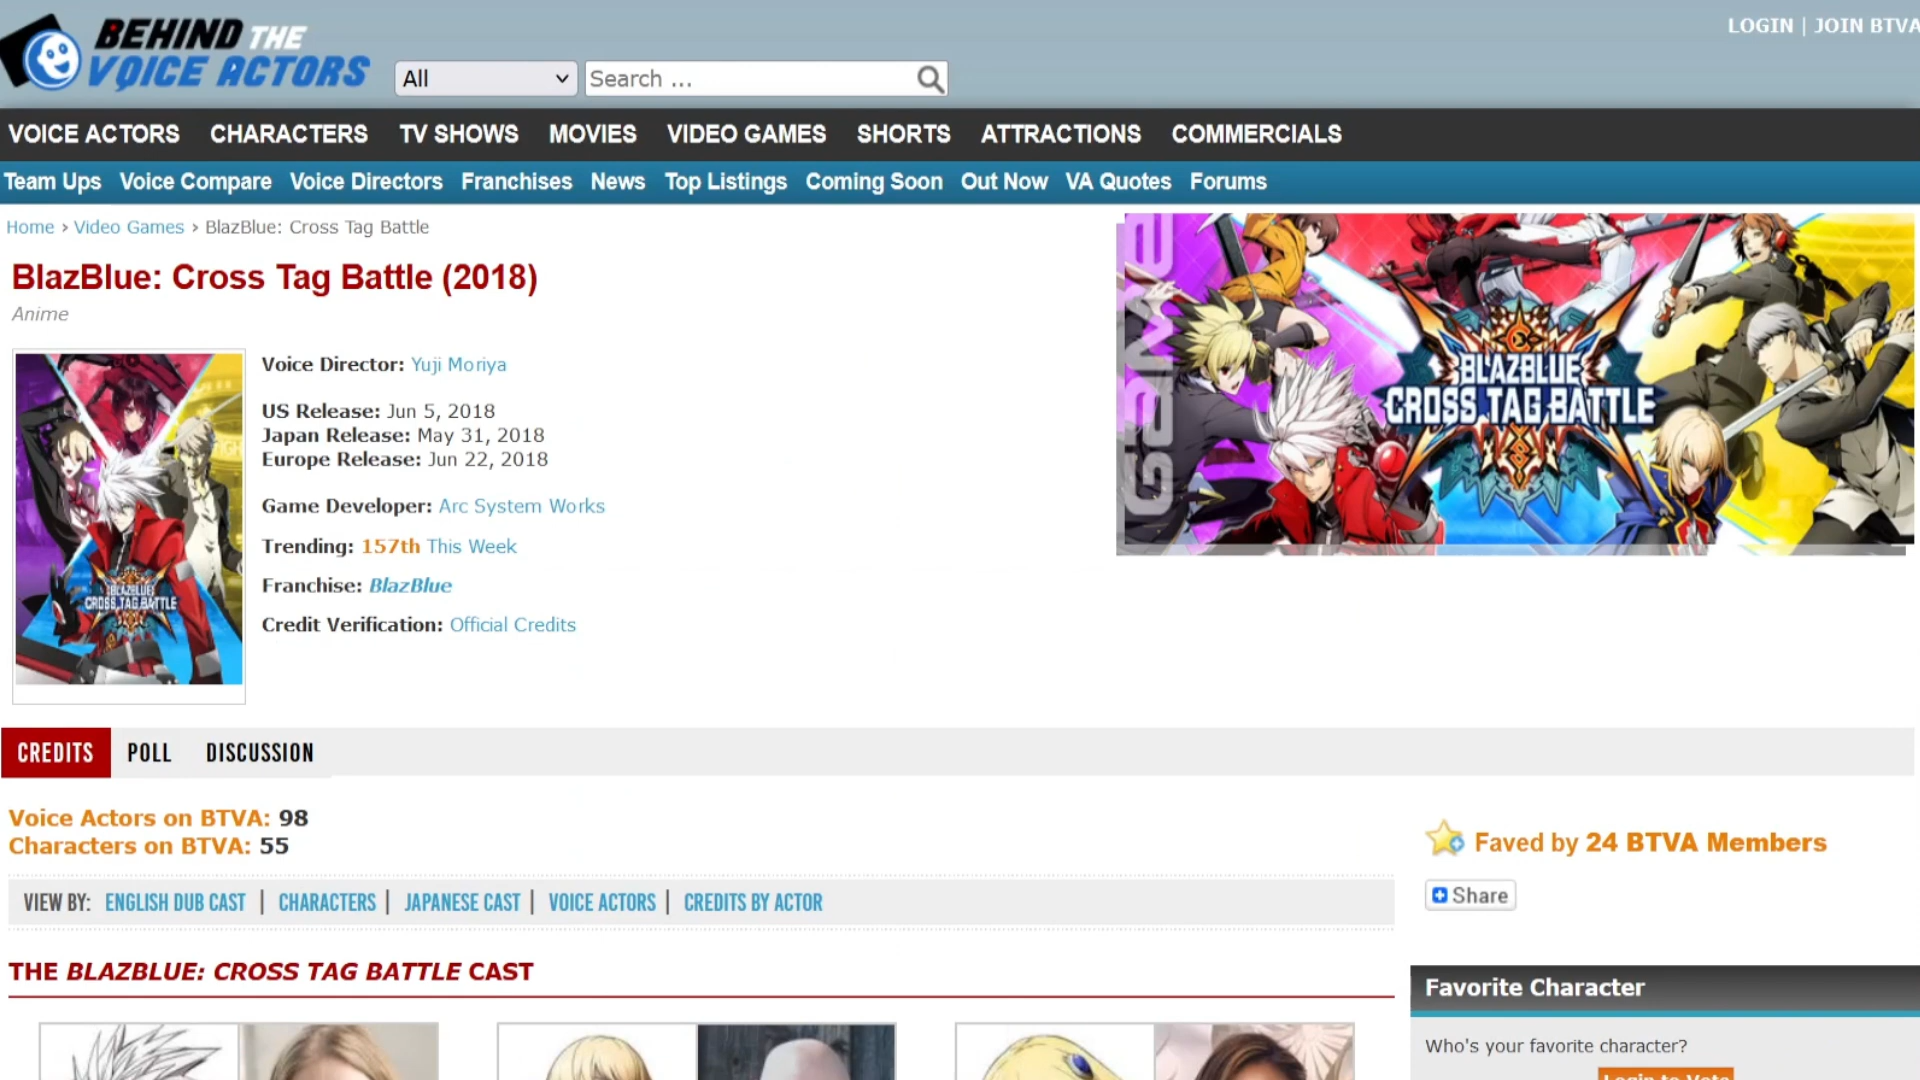 BEHIND THE
VOICE ACTORS
All
Search ...
LOGIN | JOIN BTVA
VOICE ACTORS CHARACTERS TV SHOWS MOVIES VIDEO GAMES SHORTS ATTRACTIONS COMMERCIALS
Team Ups Voice Compare Voice Directors Franchises News Top Listings Coming Soon Out Now VA Quotes Forums
Home › Video Games › BlazBlue: Cross Tag Battle
BlazBlue: Cross Tag Battle (2018)
Anime
GAME
BLAZBLUE
CROSS TAG BATTLE
BLAZBLUE
CROSS TAG BATTLE
Voice Director: Yuji Moriya
US Release: Jun 5, 2018
Japan Release: May 31, 2018
Europe Release: Jun 22, 2018
Game Developer: Arc System Works
Trending: 157th This Week
Franchise: BlazBlue
Credit Verification: Official Credits
CREDITS POLL DISCUSSION
Voice Actors on BTVA: 98
Characters on BTVA: 55
Faved by 24 BTVA Members
Share
VIEW BY: ENGLISH DUB CAST | CHARACTERS | JAPANESE CAST | VOICE ACTORS | CREDITS BY ACTOR
THE BLAZBLUE: CROSS TAG BATTLE CAST
Favorite Character
Who's your favorite character?
Login to Vote